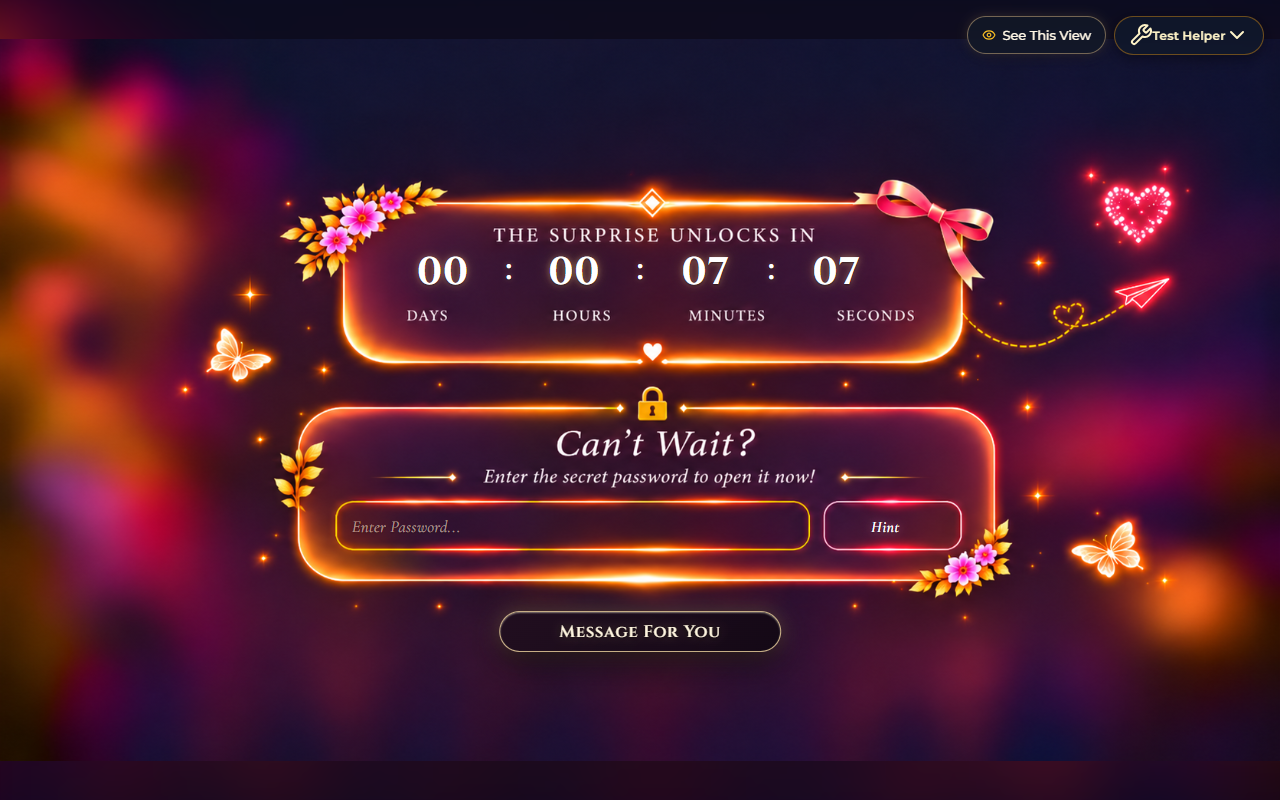 See This View
Test Helper
THE SURPRISE UNLOCKS IN
00 : 00 : 07 : 07
DAYS HOURS MINUTES SECONDS
Can't Wait?
Enter the secret password to open it now!
Enter Password...
Hint
Message For You